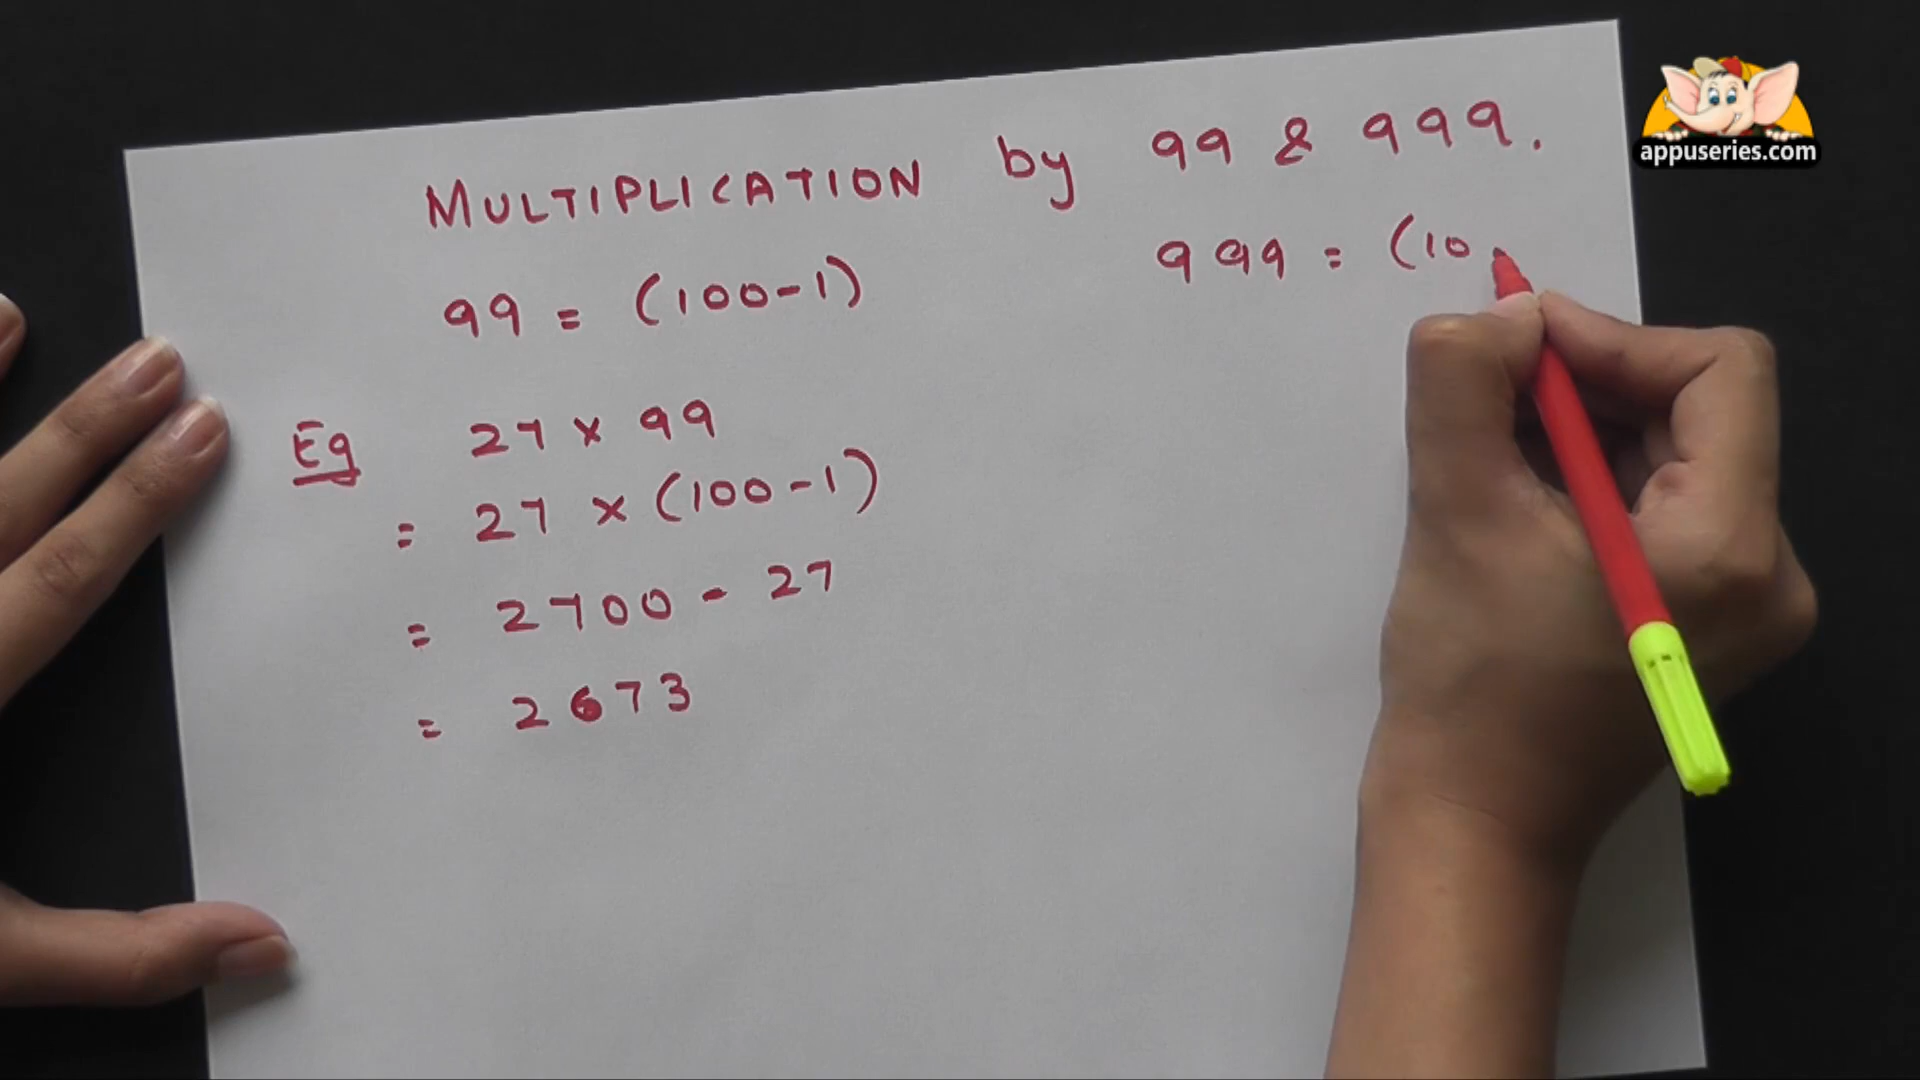 MULTIPLICATION by 99 & 999.
99 = (100-1)
999 = (10
Eg 27 x 99
= 27 x (100-1)
= 2700 - 27
= 2673
appuseries.com